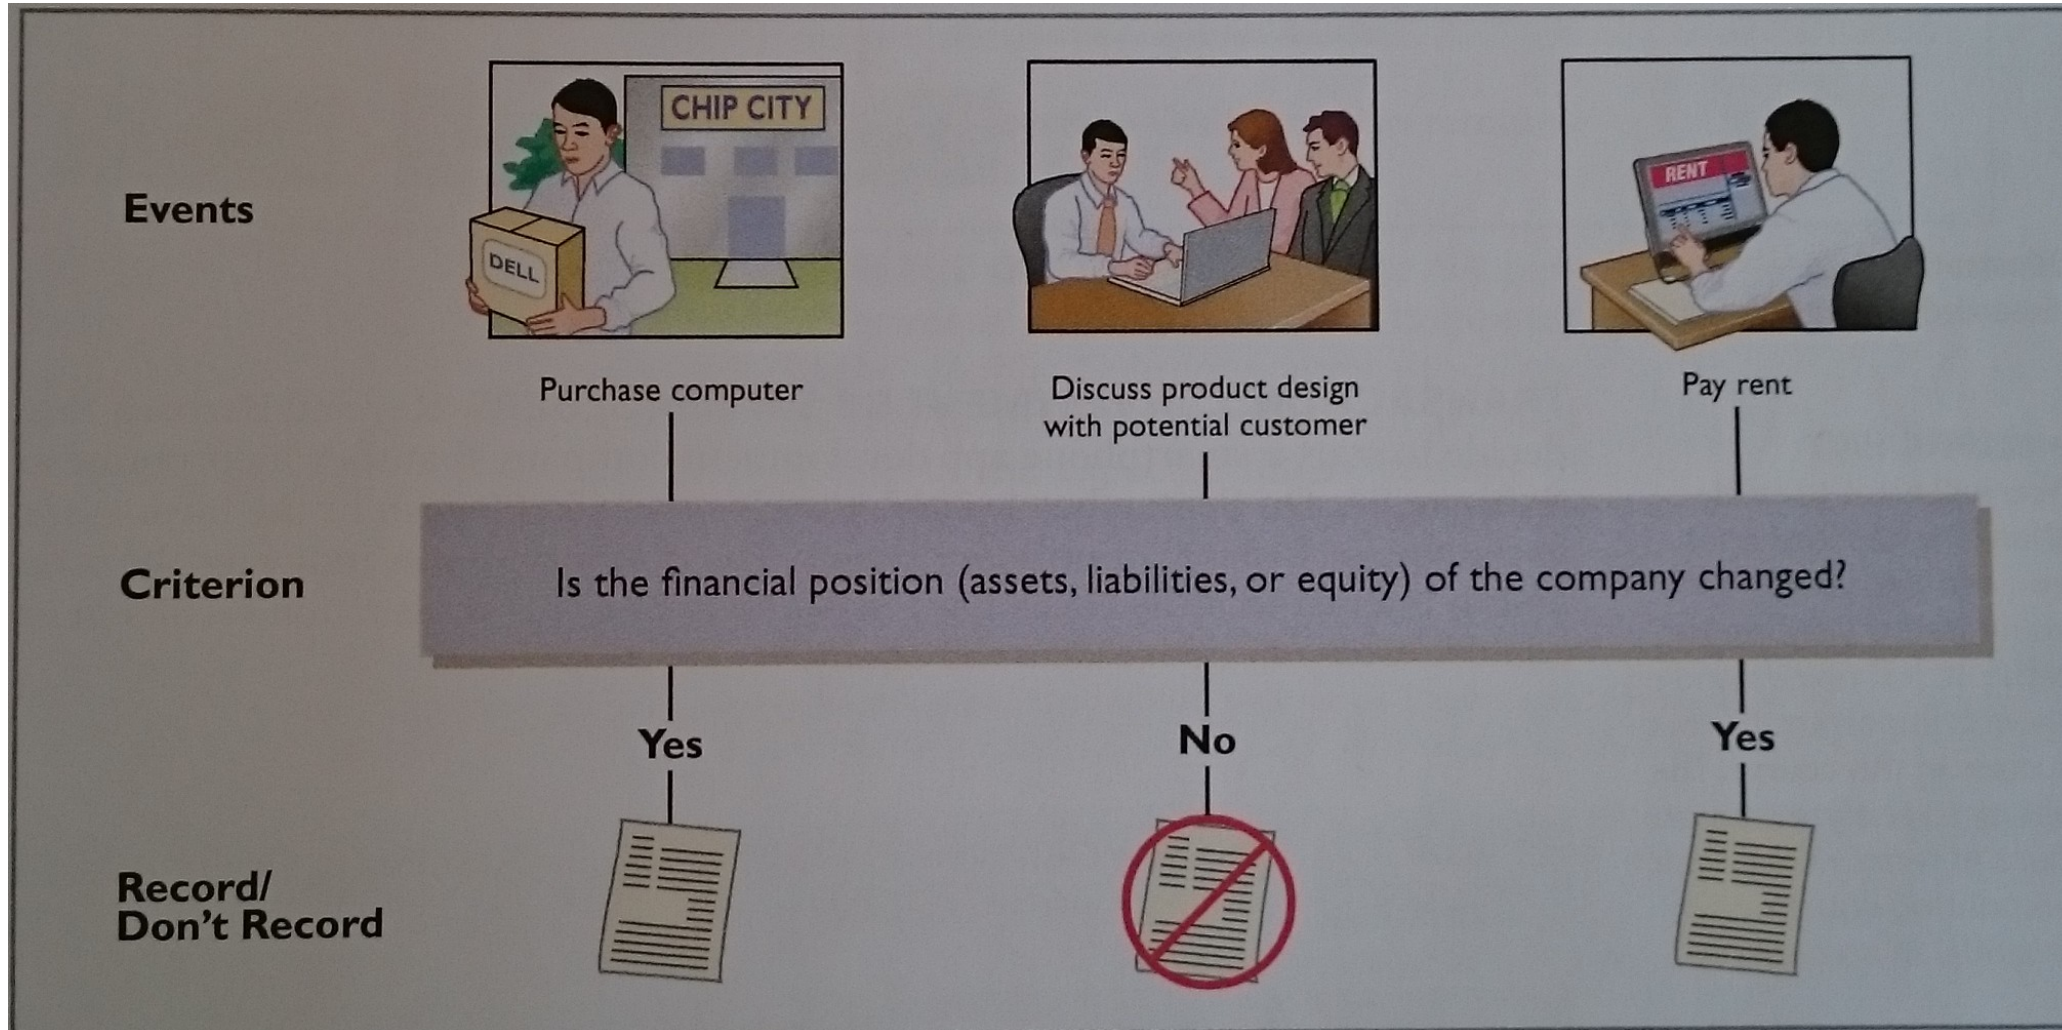 CHIP CITY
DELL
RENT
Events
Purchase computer
Discuss product design
with potential customer
Pay rent
Criterion
Is the financial position (assets, liabilities, or equity) of the company changed?
Yes
No
Yes
Record/
Don't Record